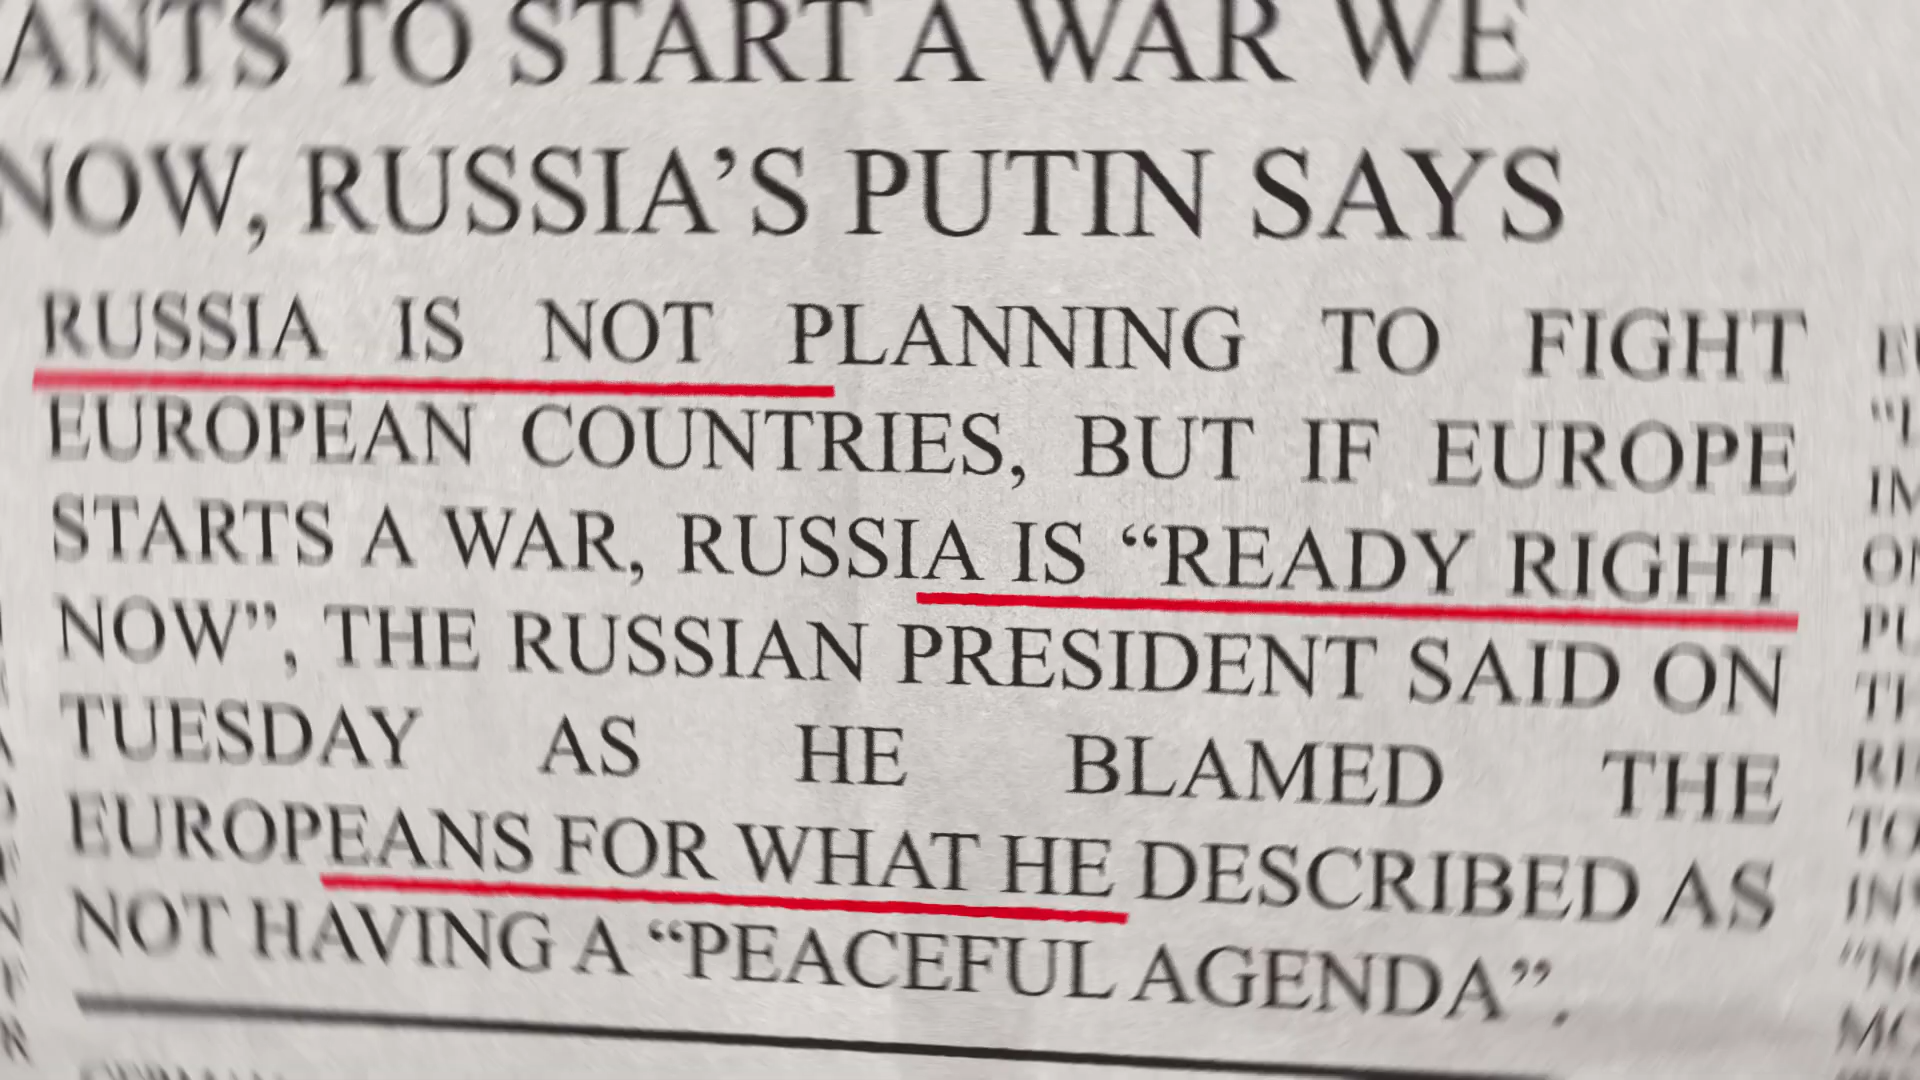 ANTS TO START A WAR WE
NOW, RUSSIA’S PUTIN SAYS
RUSSIA IS NOT PLANNING TO FIGHT
EUROPEAN COUNTRIES, BUT IF EUROPE
STARTS A WAR, RUSSIA IS “READY RIGHT
NOW”, THE RUSSIAN PRESIDENT SAID ON
TUESDAY AS HE BLAMED THE
EUROPEANS FOR WHAT HE DESCRIBED AS
NOT HAVING A “PEACEFUL AGENDA”.